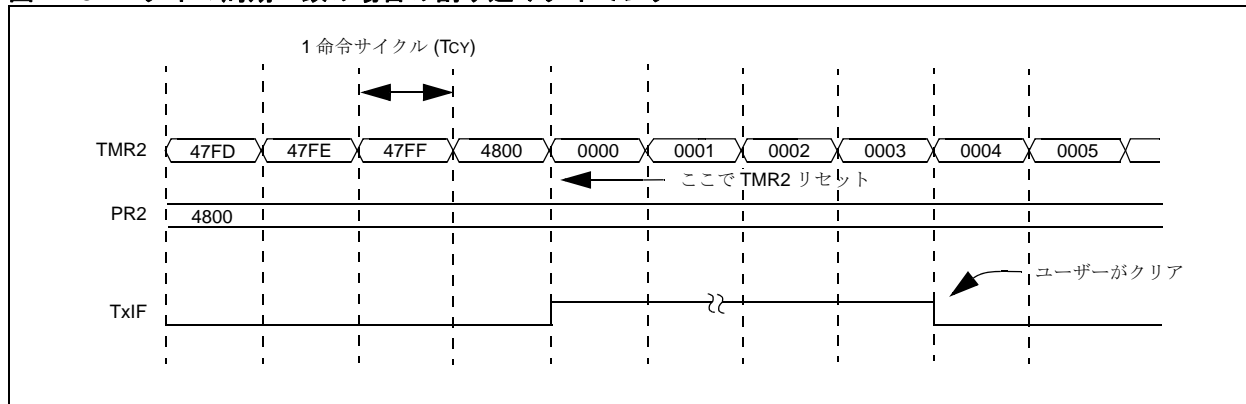 1 命令サイクル (TCY)
TMR2 47FD 47FE 47FF 4800 0000 0001 0002 0003 0004 0005
ここで TMR2 リセット
PR2 4800
ユーザーがクリア
TxIF